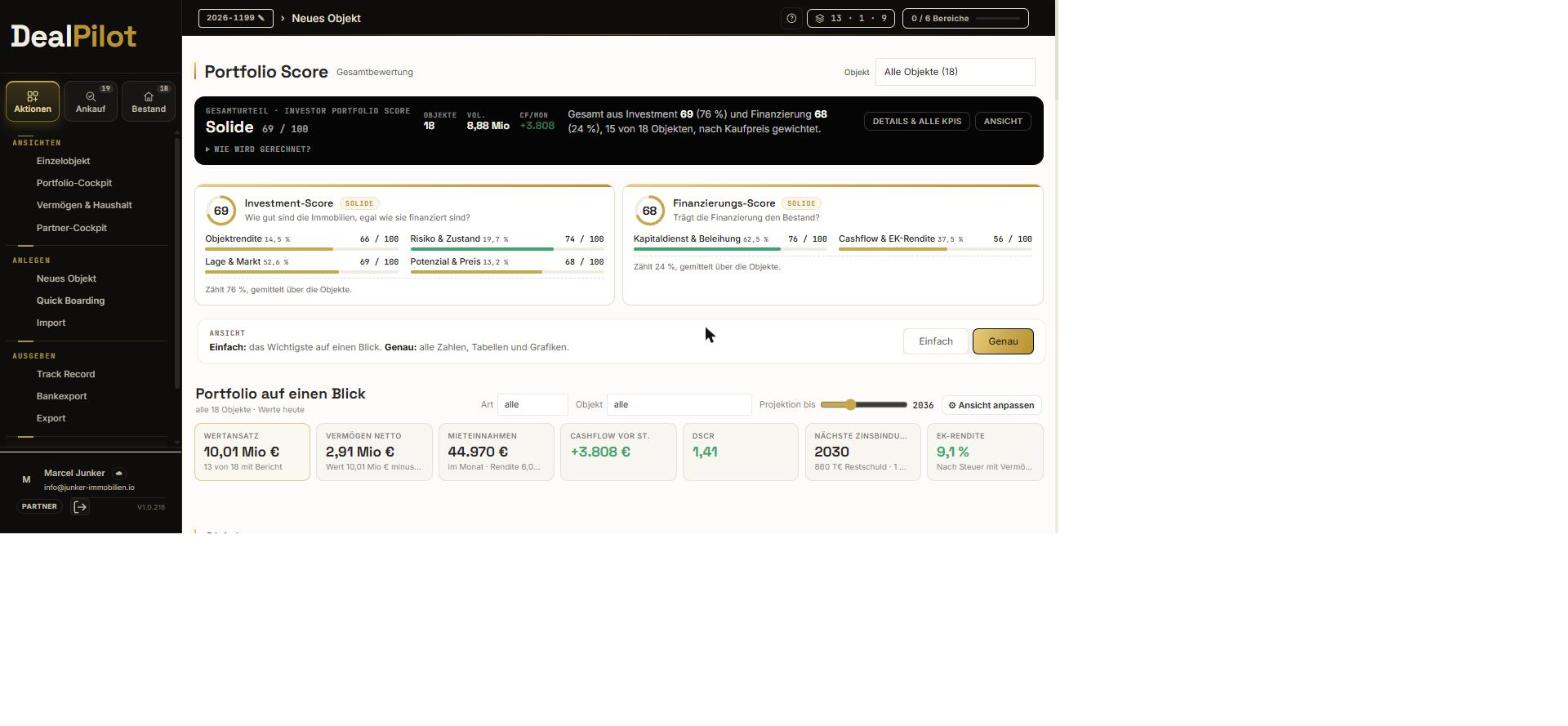 DealPilot
Aktionen
Ankauf 19
Bestand 18
ANSICHTEN
Einzelobjekt
Portfolio-Cockpit
Vermögen & Haushalt
Partner-Cockpit
ANLEGEN
Neues Objekt
Quick Boarding
Import
AUSGEBEN
Track Record
Bankexport
Export
M
Marcel Junker
info@junker-immobilien.io
PARTNER
V1.0.216
2026-1199 ✎ › Neues Objekt
13 · 1 · 9
0 / 6 Bereiche
Portfolio Score Gesamtbewertung
Objekt Alle Objekte (18)
GESAMTURTEIL · INVESTOR PORTFOLIO SCORE
Solide 69 / 100
▸ WIE WIRD GERECHNET?
OBJEKTE VOL. CF/MON
18 8,88 Mio +3.808
Gesamt aus Investment 69 (76 %) und Finanzierung 68
(24 %), 15 von 18 Objekten, nach Kaufpreis gewichtet.
DETAILS & ALLE KPIS
ANSICHT
69
Investment-Score SOLIDE
Wie gut sind die Immobilien, egal wie sie finanziert sind?
Objektrendite 14,5 % 66 / 100
Risiko & Zustand 19,7 % 74 / 100
Lage & Markt 52,6 % 69 / 100
Potenzial & Preis 13,2 % 68 / 100
Zählt 76 %, gemittelt über die Objekte.
68
Finanzierungs-Score SOLIDE
Trägt die Finanzierung den Bestand?
Kapitaldienst & Beleihung 62,5 % 76 / 100
Cashflow & EK-Rendite 37,5 % 56 / 100
Zählt 24 %, gemittelt über die Objekte.
ANSICHT
Einfach: das Wichtigste auf einen Blick. Genau: alle Zahlen, Tabellen und Grafiken.
Einfach
Genau
Portfolio auf einen Blick
alle 18 Objekte · Werte heute
Art alle
Objekt alle
Projektion bis 2036
⚙ Ansicht anpassen
WERTANSATZ
10,01 Mio €
13 von 18 mit Bericht
VERMÖGEN NETTO
2,91 Mio €
Wert 10,01 Mio € minus...
MIETEINNAHMEN
44.970 €
im Monat · Rendite 6,0...
CASHFLOW VOR ST.
+3.808 €
DSCR
1,41
NÄCHSTE ZINSBINDU...
2030
860 T€ Restschuld · 1 ...
EK-RENDITE
9,1 %
Nach Steuer mit Vermö...